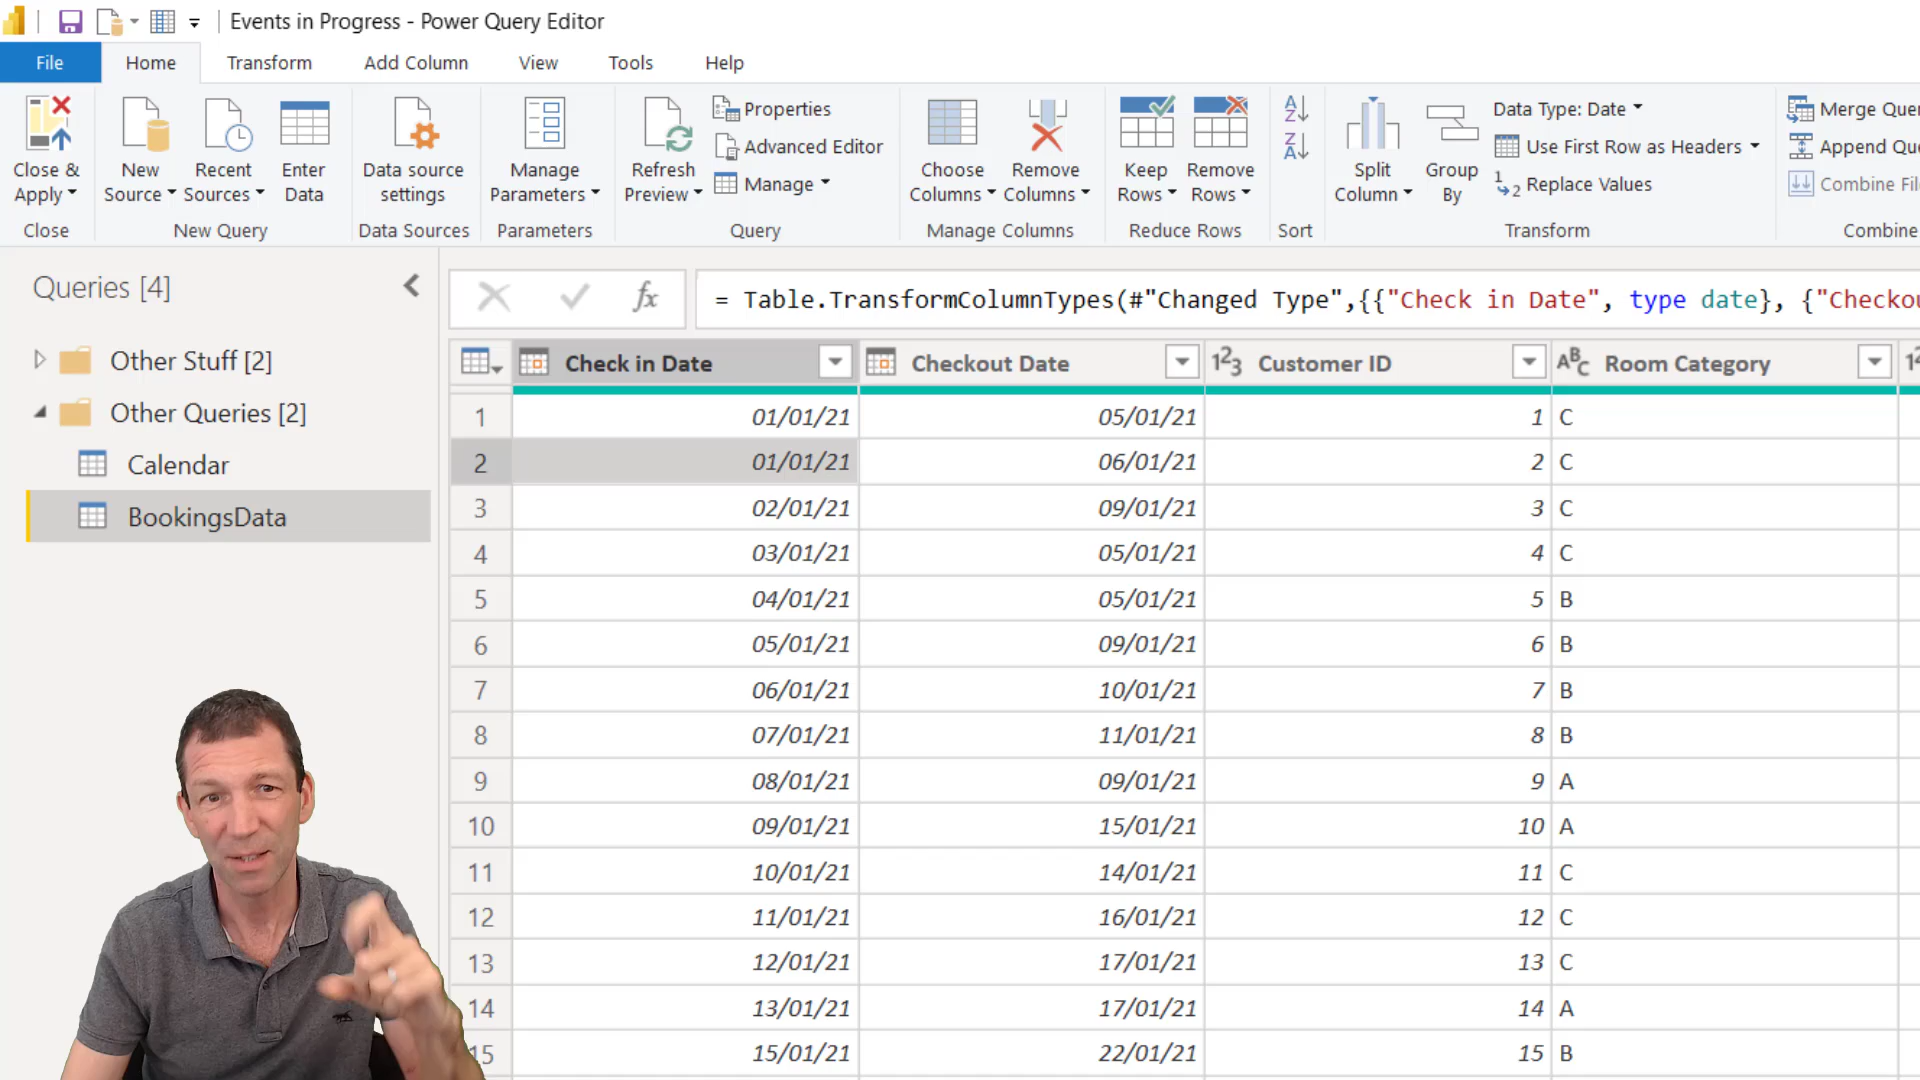 Events in Progress - Power Query Editor
File Home Transform Add Column View Tools Help
Close & Apply
New Source
Recent Sources
Enter Data
Data source settings
Manage Parameters
Refresh Preview
Properties
Advanced Editor
Manage
Choose Columns
Remove Columns
Keep Rows
Remove Rows
Split Column
Group By
Data Type: Date
Use First Row as Headers
Replace Values
Merge Que
Append Qu
Combine Fil
Close New Query Data Sources Parameters Query Manage Columns Reduce Rows Sort Transform Combine
Queries [4]
fx = Table.TransformColumnTypes(#"Changed Type",{{"Check in Date", type date}, {"Checkou
Other Stuff [2]
Other Queries [2]
Calendar
BookingsData
Check in Date Checkout Date 123 Customer ID ABC Room Category 12
1 01/01/21 05/01/21 1 C
2 01/01/21 06/01/21 2 C
3 02/01/21 09/01/21 3 C
4 03/01/21 05/01/21 4 C
5 04/01/21 05/01/21 5 B
6 05/01/21 09/01/21 6 B
7 06/01/21 10/01/21 7 B
8 07/01/21 11/01/21 8 B
9 08/01/21 09/01/21 9 A
10 09/01/21 15/01/21 10 A
11 10/01/21 14/01/21 11 C
12 11/01/21 16/01/21 12 C
13 12/01/21 17/01/21 13 C
14 13/01/21 17/01/21 14 A
15 15/01/21 22/01/21 15 B